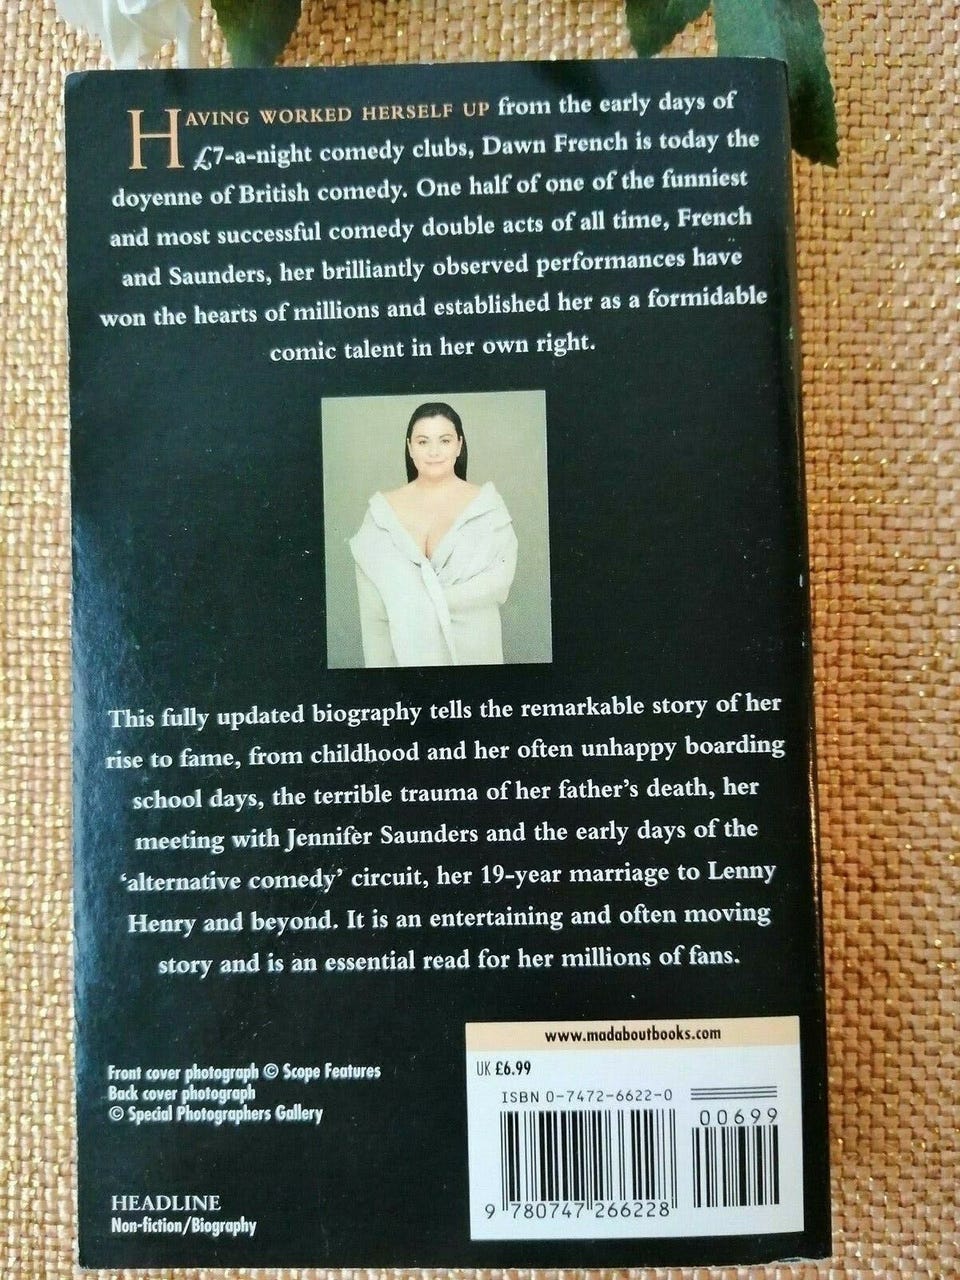 HAVING WORKED HERSELF UP from the early days of
£7-a-night comedy clubs, Dawn French is today the
doyenne of British comedy. One half of one of the funniest
and most successful comedy double acts of all time, French
and Saunders, her brilliantly observed performances have
won the hearts of millions and established her as a formidable
comic talent in her own right.
This fully updated biography tells the remarkable story of her
rise to fame, from childhood and her often unhappy boarding
school days, the terrible trauma of her father's death, her
meeting with Jennifer Saunders and the early days of the
‘alternative comedy’ circuit, her 19-year marriage to Lenny
Henry and beyond. It is an entertaining and often moving
story and is an essential read for her millions of fans.
Front cover photograph © Scope Features
Back cover photograph
© Special Photographers Gallery
HEADLINE
Non-fiction/Biography
www.madaboutbooks.com
UK £6.99
ISBN 0-7472-6622-0
00699
9 780747 266228